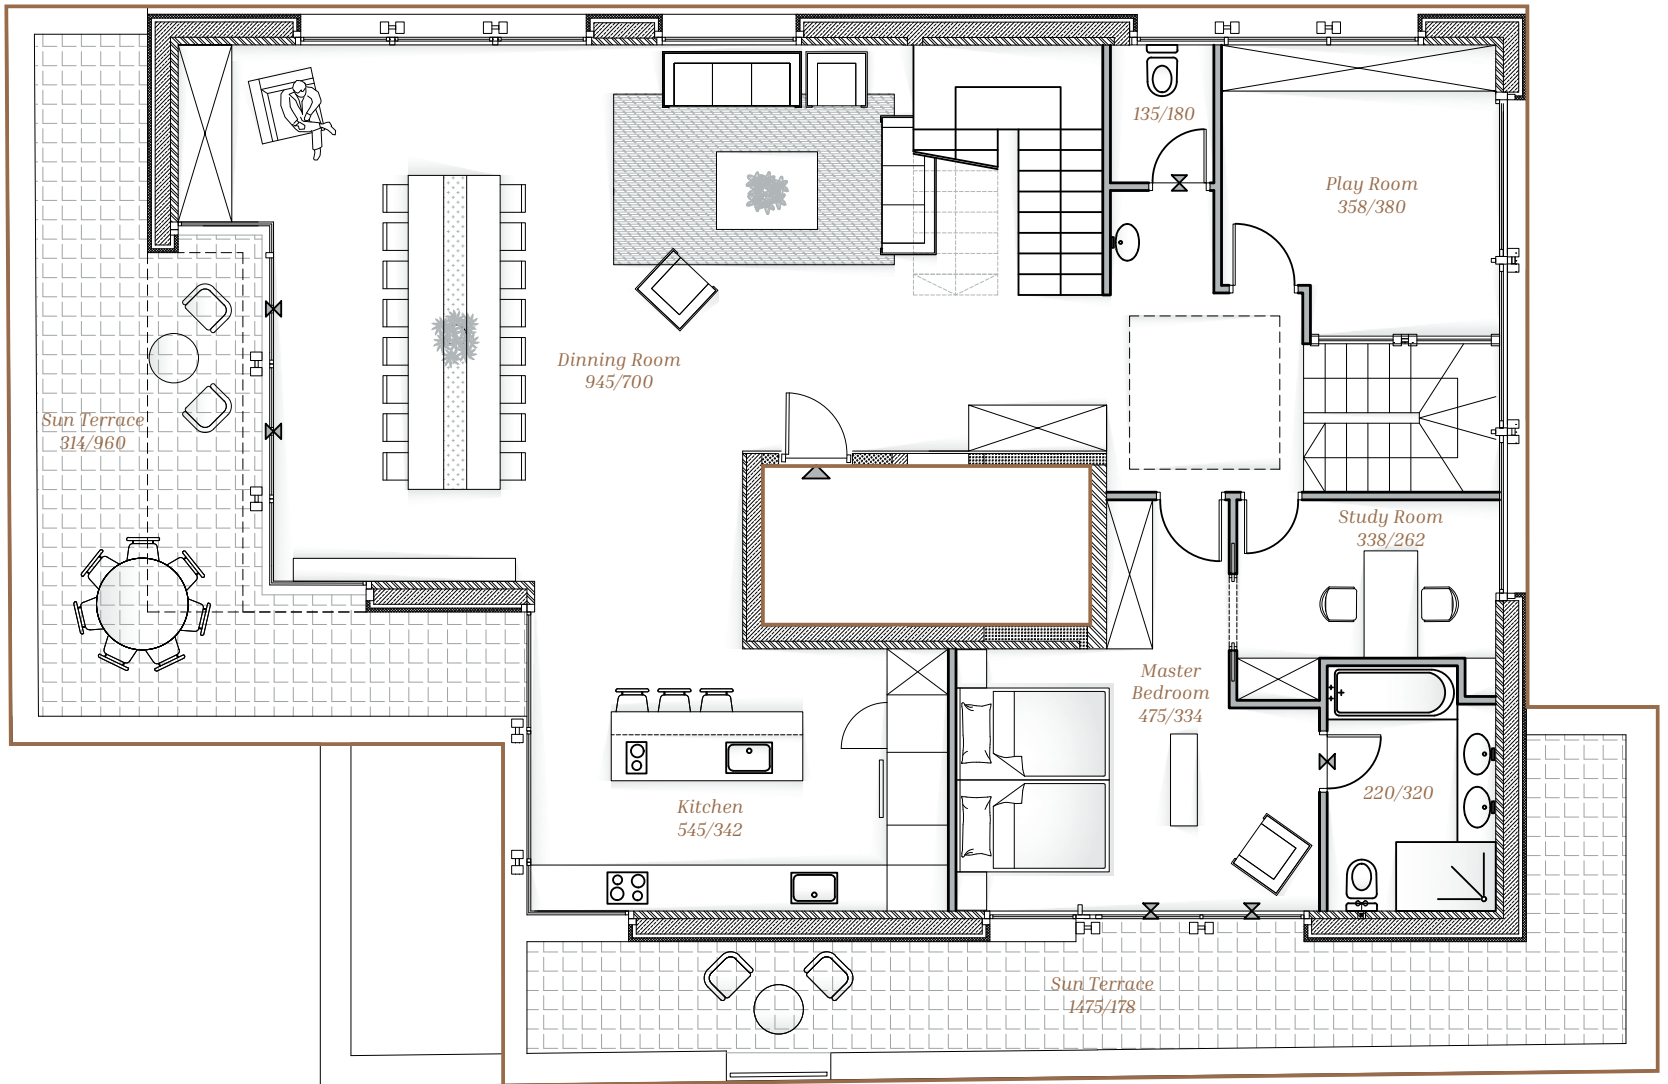 135/180
Play Room
358/380
Dinning Room
945/700
Sun Terrace
314/960
Study Room
338/262
Master
Bedroom
475/334
Kitchen
545/342
220/320
Sun Terrace
1475/178